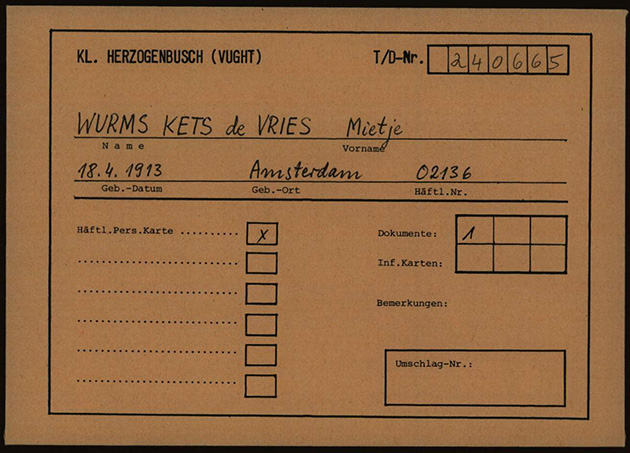 KL. HERZOGENBUSCH (VUGHT) T/D-Nr. 240665
WURMS KETS de VRIES Mietje
Name Vorname
18.4.1913 Amsterdam 02136
Geb.-Datum Geb.-Ort Häftl.Nr.
Häftl.Pers.Karte .......... X Dokumente: 1
Inf.Karten:
Bemerkungen:
Umschlag-Nr.: